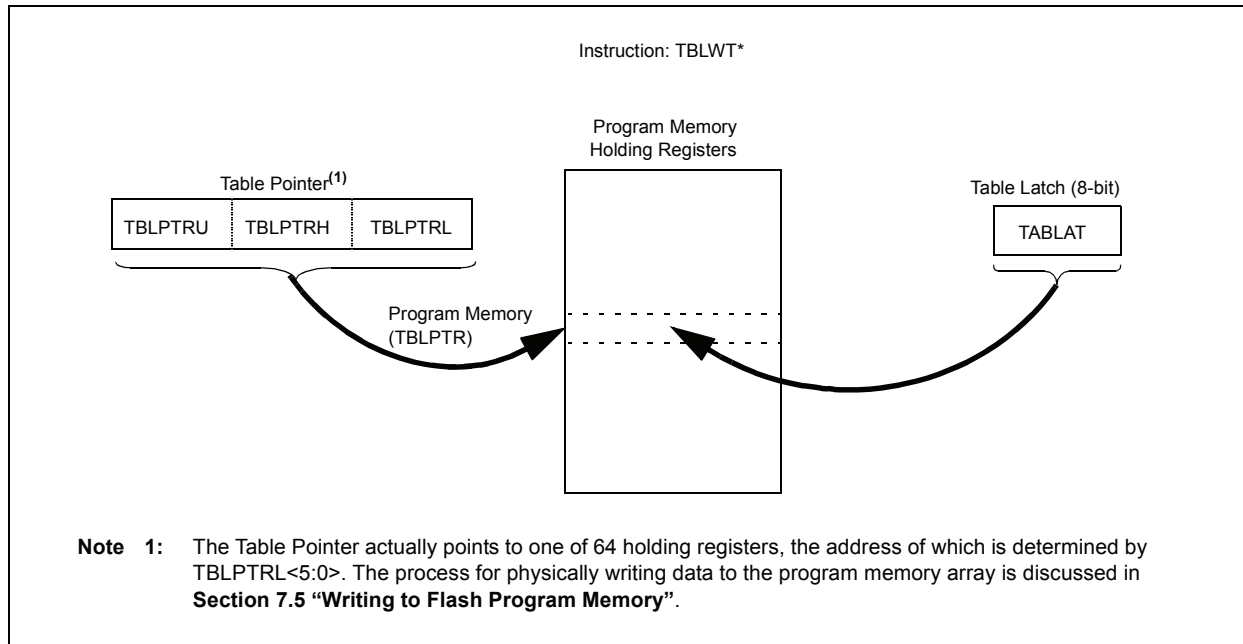 Instruction: TBLWT*
Program Memory
Holding Registers
Table Pointer(1)
Table Latch (8-bit)
TBLPTRU TBLPTRH TBLPTRL
TABLAT
Program Memory
(TBLPTR)
Note 1: The Table Pointer actually points to one of 64 holding registers, the address of which is determined by
TBLPTRL<5:0>. The process for physically writing data to the program memory array is discussed in
Section 7.5 “Writing to Flash Program Memory”.